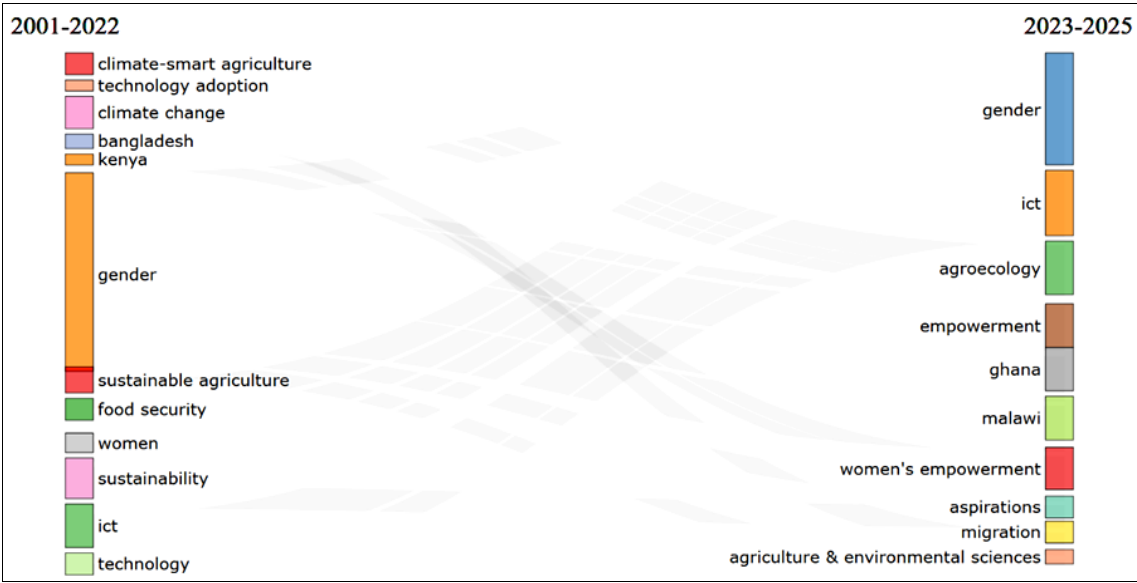 2001-2022
climate-smart agriculture
technology adoption
climate change
bangladesh
kenya
gender
sustainable agriculture
food security
women
sustainability
ict
technology
2023-2025
gender
ict
agroecology
empowerment
ghana
malawi
women's empowerment
aspirations
migration
agriculture & environmental sciences